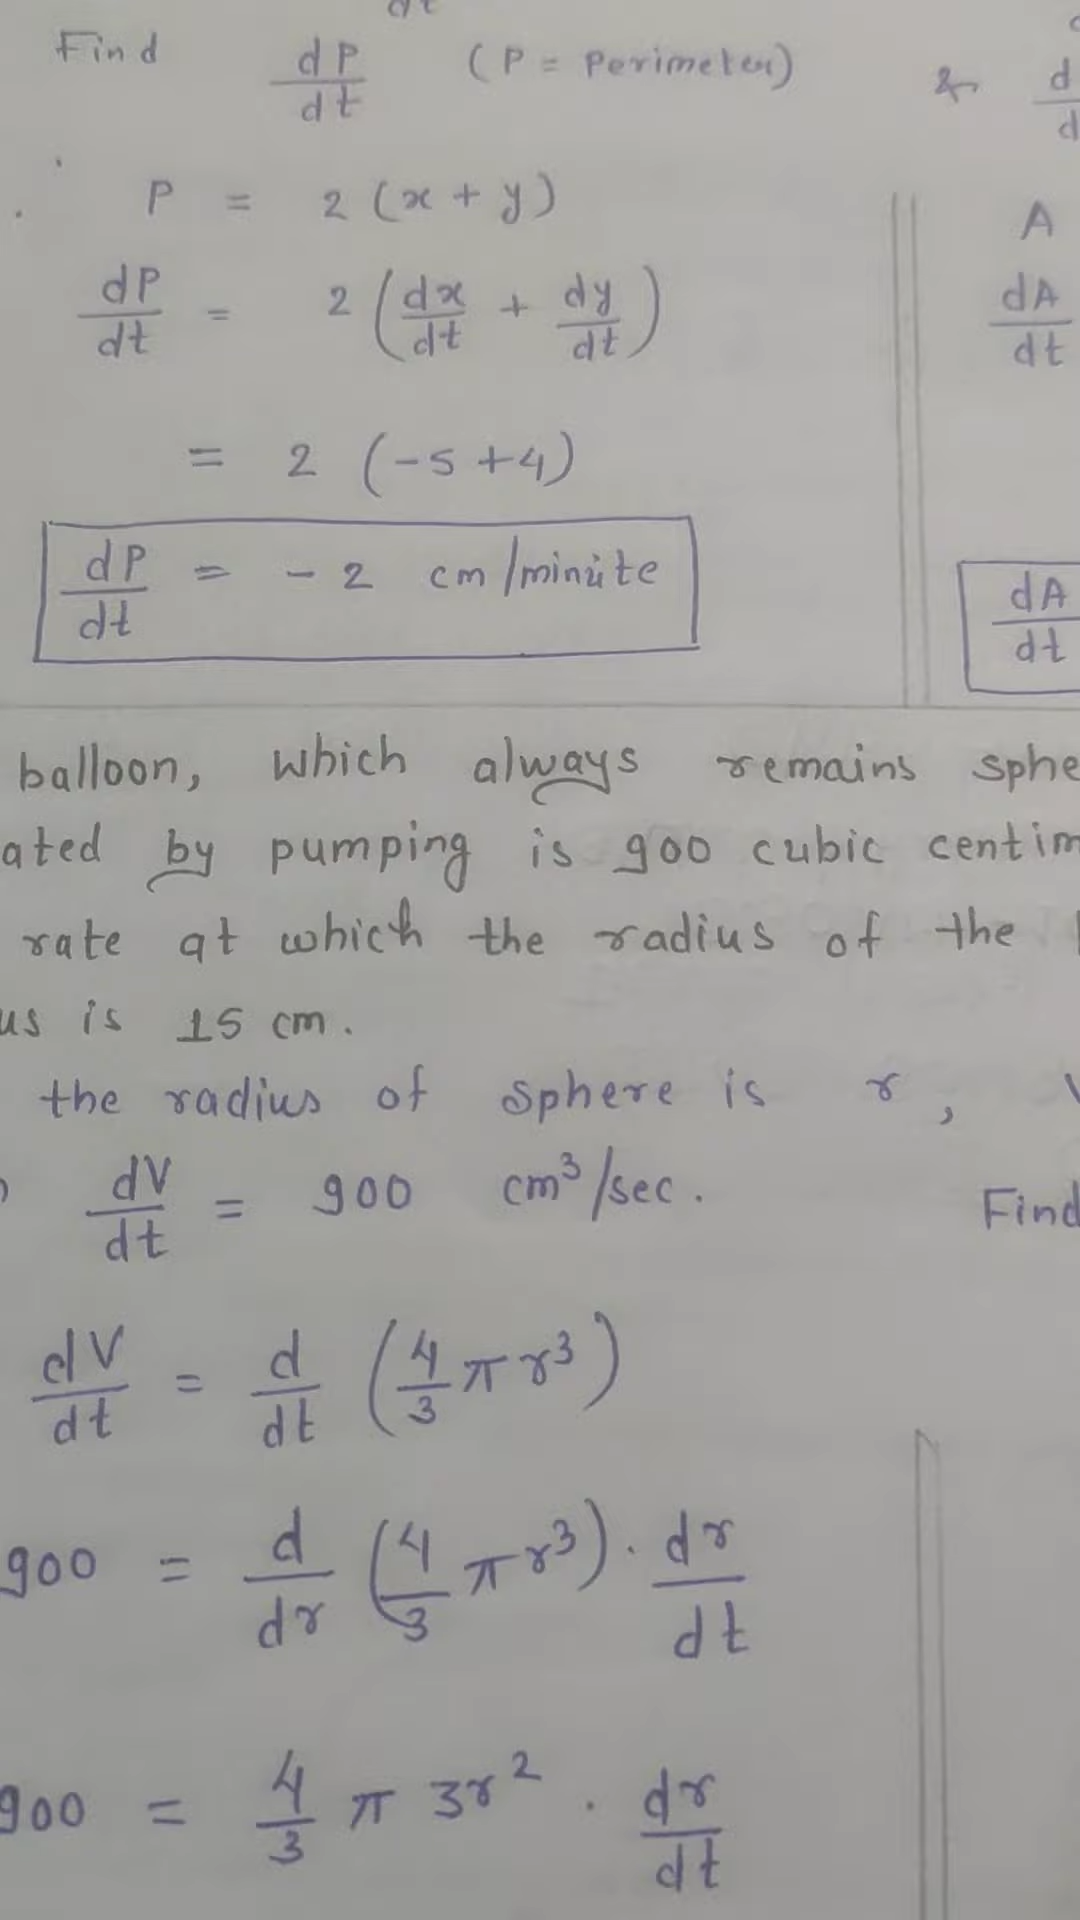 Find dP/dt (P = Perimeter) &
P = 2 (x + y)
dP/dt = 2 (dx/dt + dy/dt)
= 2 (-5 + 4)
dP/dt = - 2 cm/minute
A
dA/dt
dA/dt
balloon, which always remains sphe
ated by pumping is 900 cubic centim
rate at which the radius of the
us is 15 cm.
the radius of sphere is r,
dV/dt = 900 cm³/sec. Find
dV/dt = d/dt (4/3 π r³)
900 = d/dr (4/3 π r³) . dr/dt
900 = 4/3 π 3r² . dr/dt